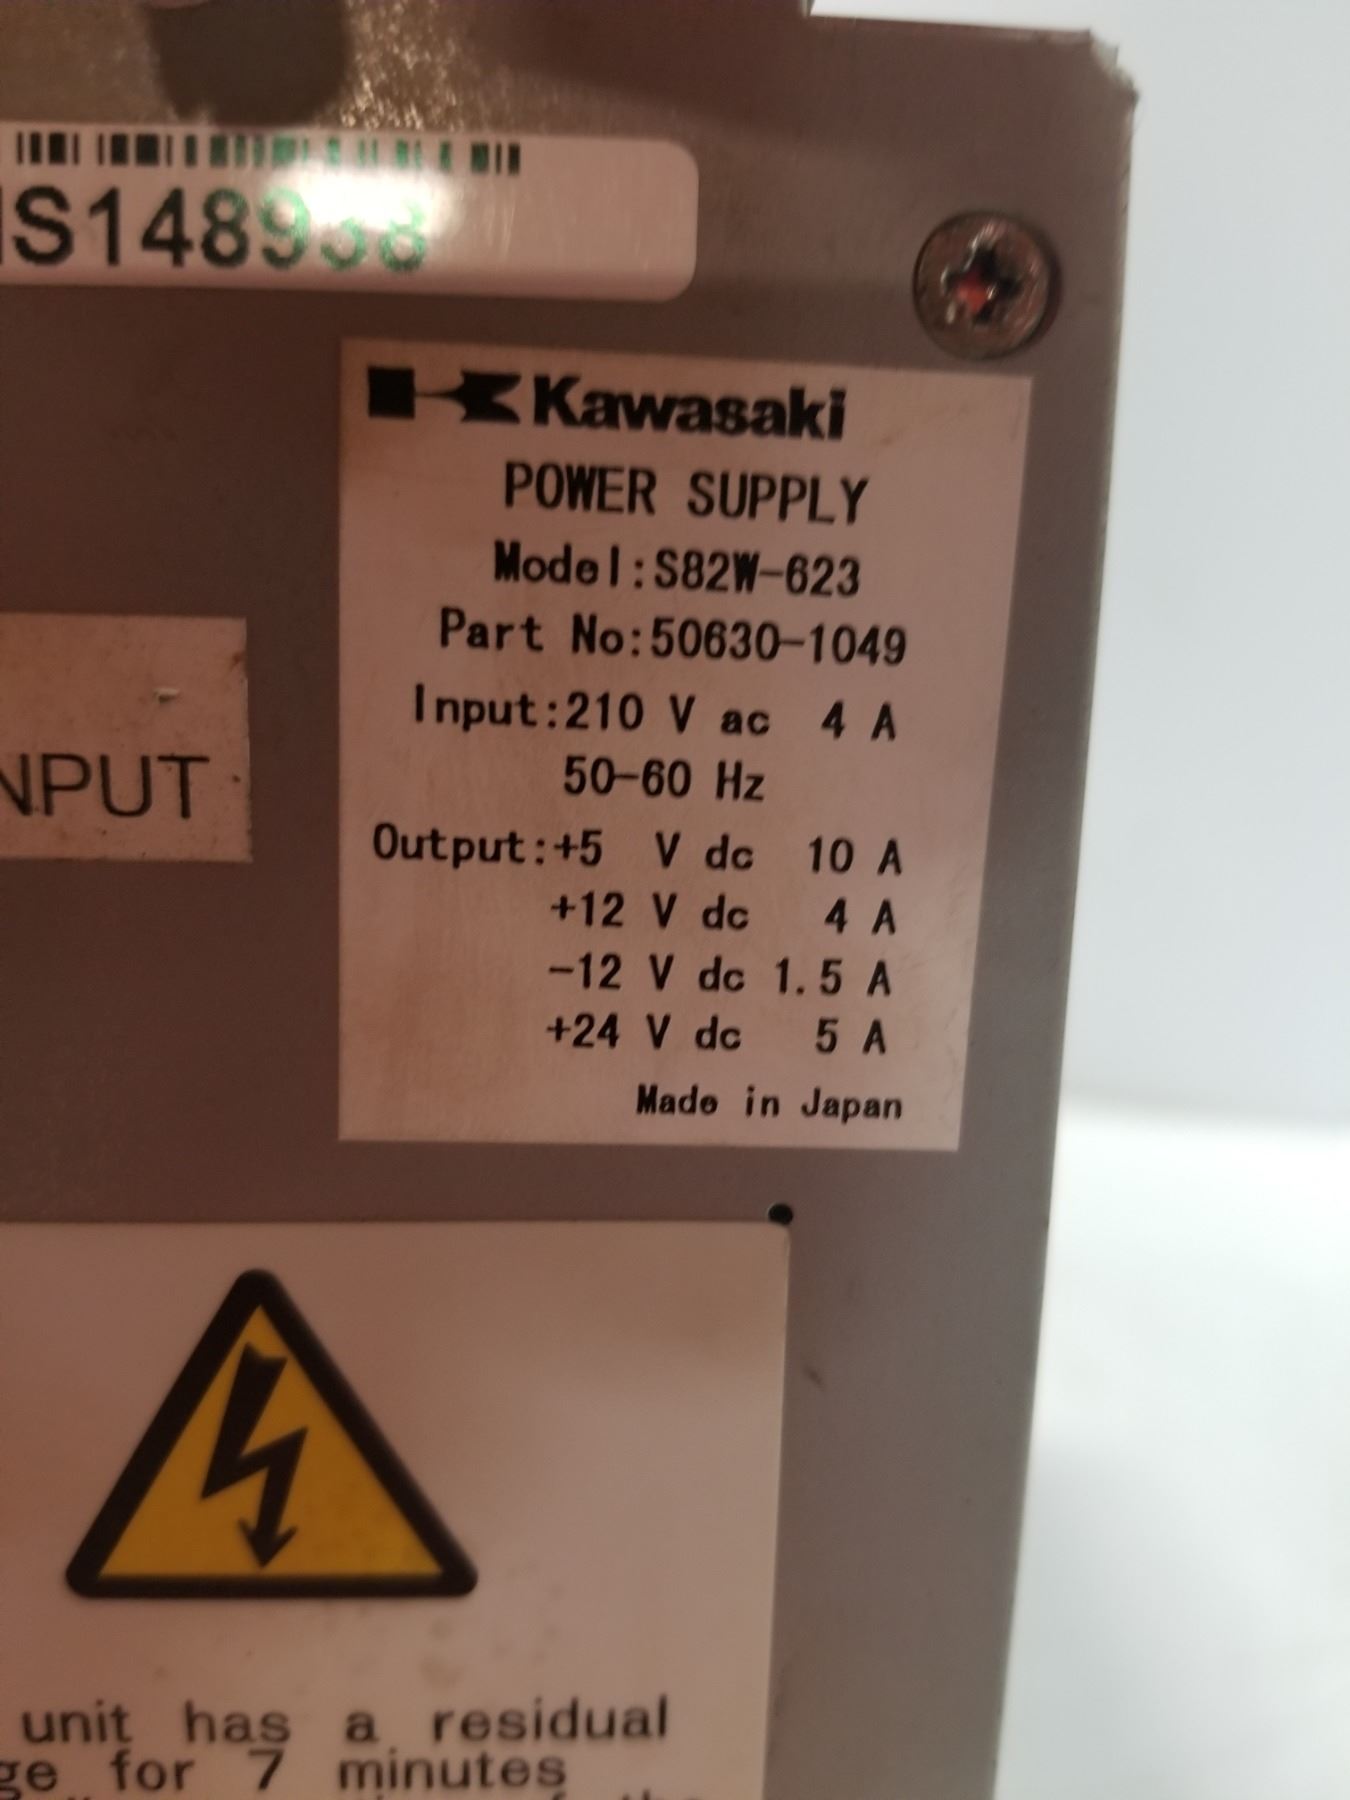 S148938
Kawasaki
POWER SUPPLY
Model:S82W-623
Part No:50630-1049
Input:210 V ac 4 A
50-60 Hz
NPUT
Output:+5 V dc 10 A
+12 V dc 4 A
-12 V dc 1.5 A
+24 V dc 5 A
Made in Japan
unit has a residual
ge for 7 minutes